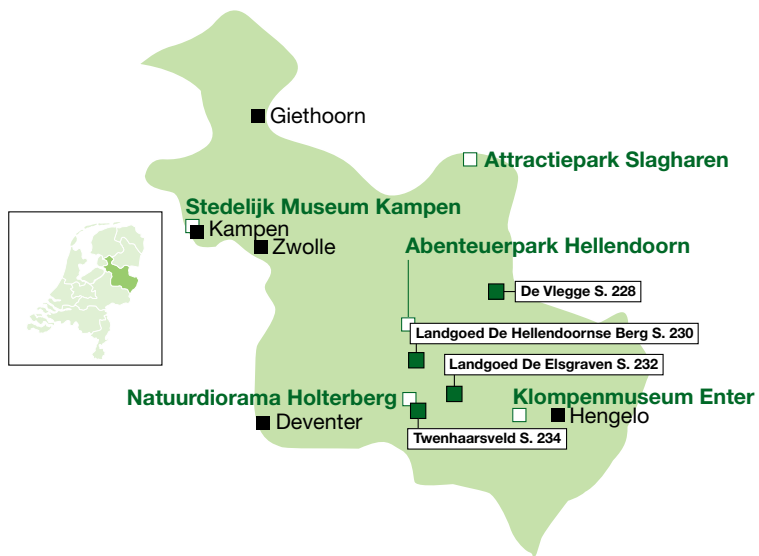 Giethoorn
Attractiepark Slagharen
Stedelijk Museum Kampen
Kampen
Zwolle
Abenteuerpark Hellendoorn
De Vlegge S. 228
Landgoed De Hellendoornse Berg S. 230
Landgoed De Elsgraven S. 232
Natuurdiorama Holterberg
Klompenmuseum Enter
Deventer
Hengelo
Twenhaarsveld S. 234